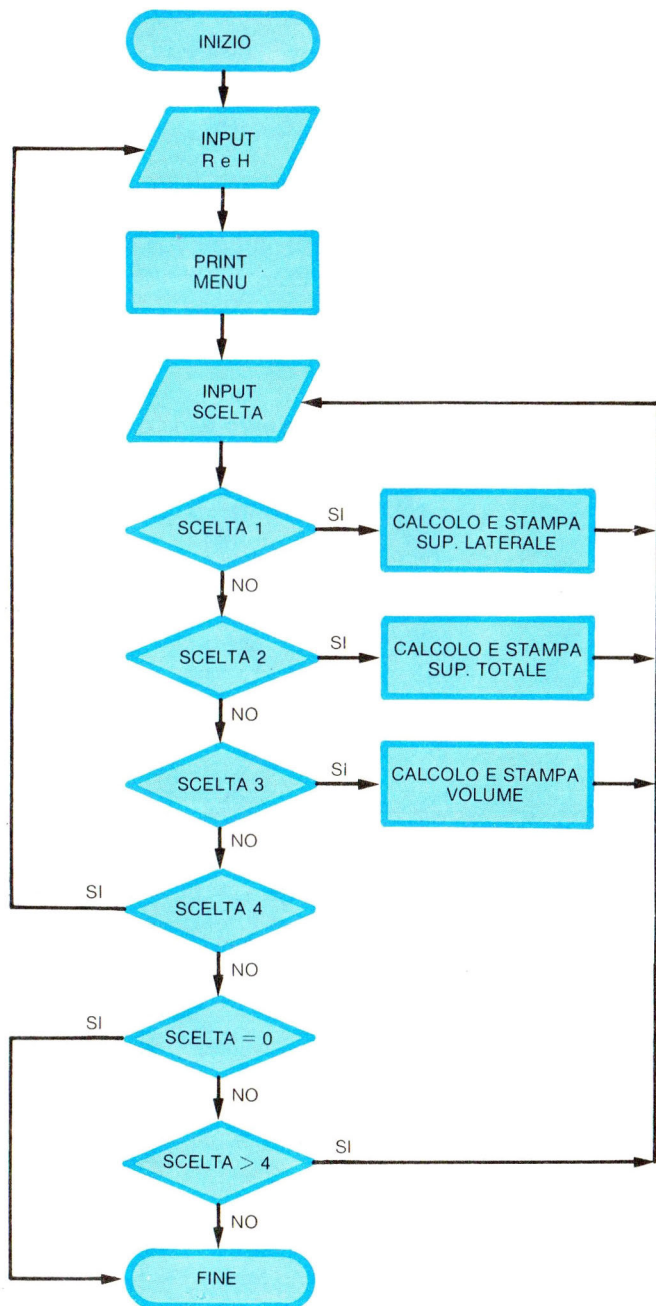 INIZIO
INPUT
R e H
PRINT
MENU
INPUT
SCELTA
SCELTA 1
SI
CALCOLO E STAMPA
SUP. LATERALE
NO
SCELTA 2
SI
CALCOLO E STAMPA
SUP. TOTALE
NO
SCELTA 3
Si
CALCOLO E STAMPA
VOLUME
NO
SI
SCELTA 4
NO
SI
SCELTA = 0
NO
SCELTA > 4
SI
NO
FINE